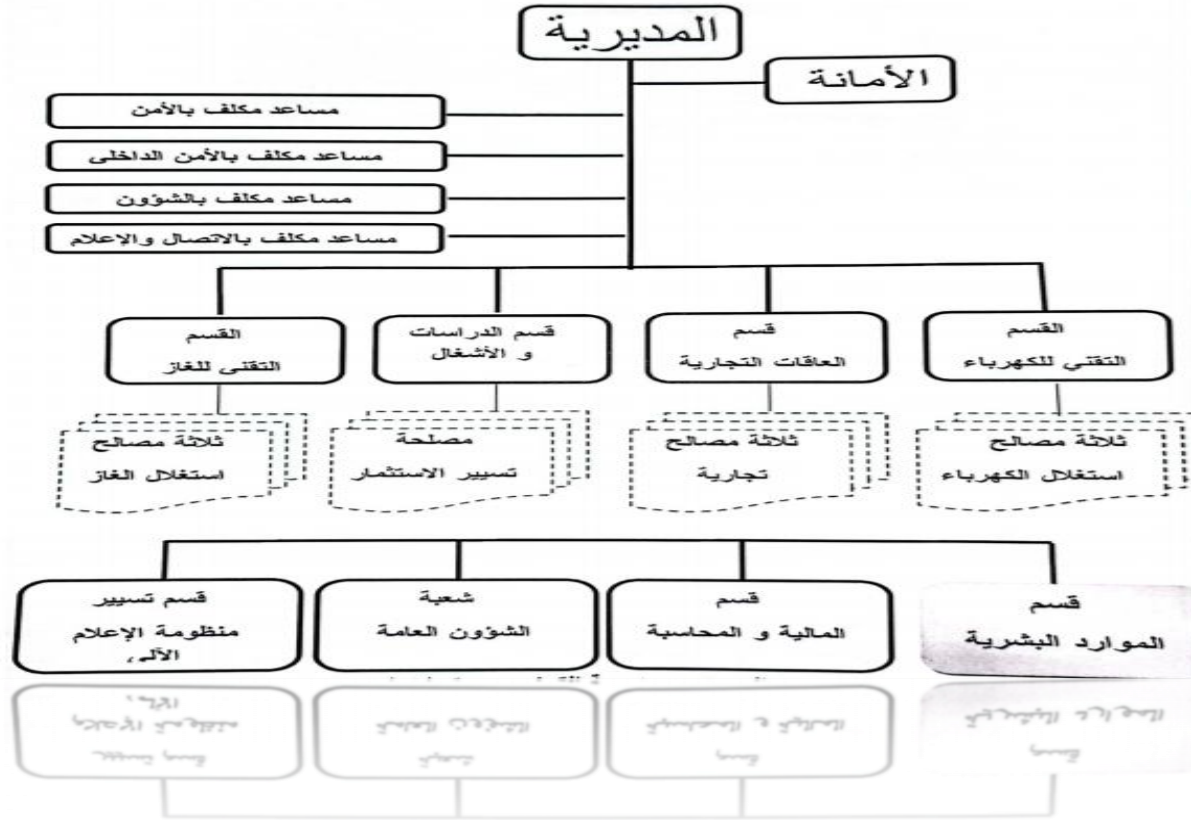 المديرية
الأمانة
مساعد مكلف بالأمن
مساعد مكلف بالأمن الداخلي
مساعد مكلف بالشؤون
مساعد مكلف بالاتصال والإعلام
القسم
التقني للكهرباء
قسم
العاقات التجارية
قسم الدراسات
و الأشغال
القسم
التقني للغاز
ثلاثة مصالح
استغلال الكهرباء
ثلاثة مصالح
تجارية
مصلحة
تسيير الاستثمار
ثلاثة مصالح
استغلال الغاز
قسم
الموارد البشرية
قسم
المالية و المحاسبة
شعبة
الشؤون العامة
قسم تسيير
منظومة الإعلام
الآلي